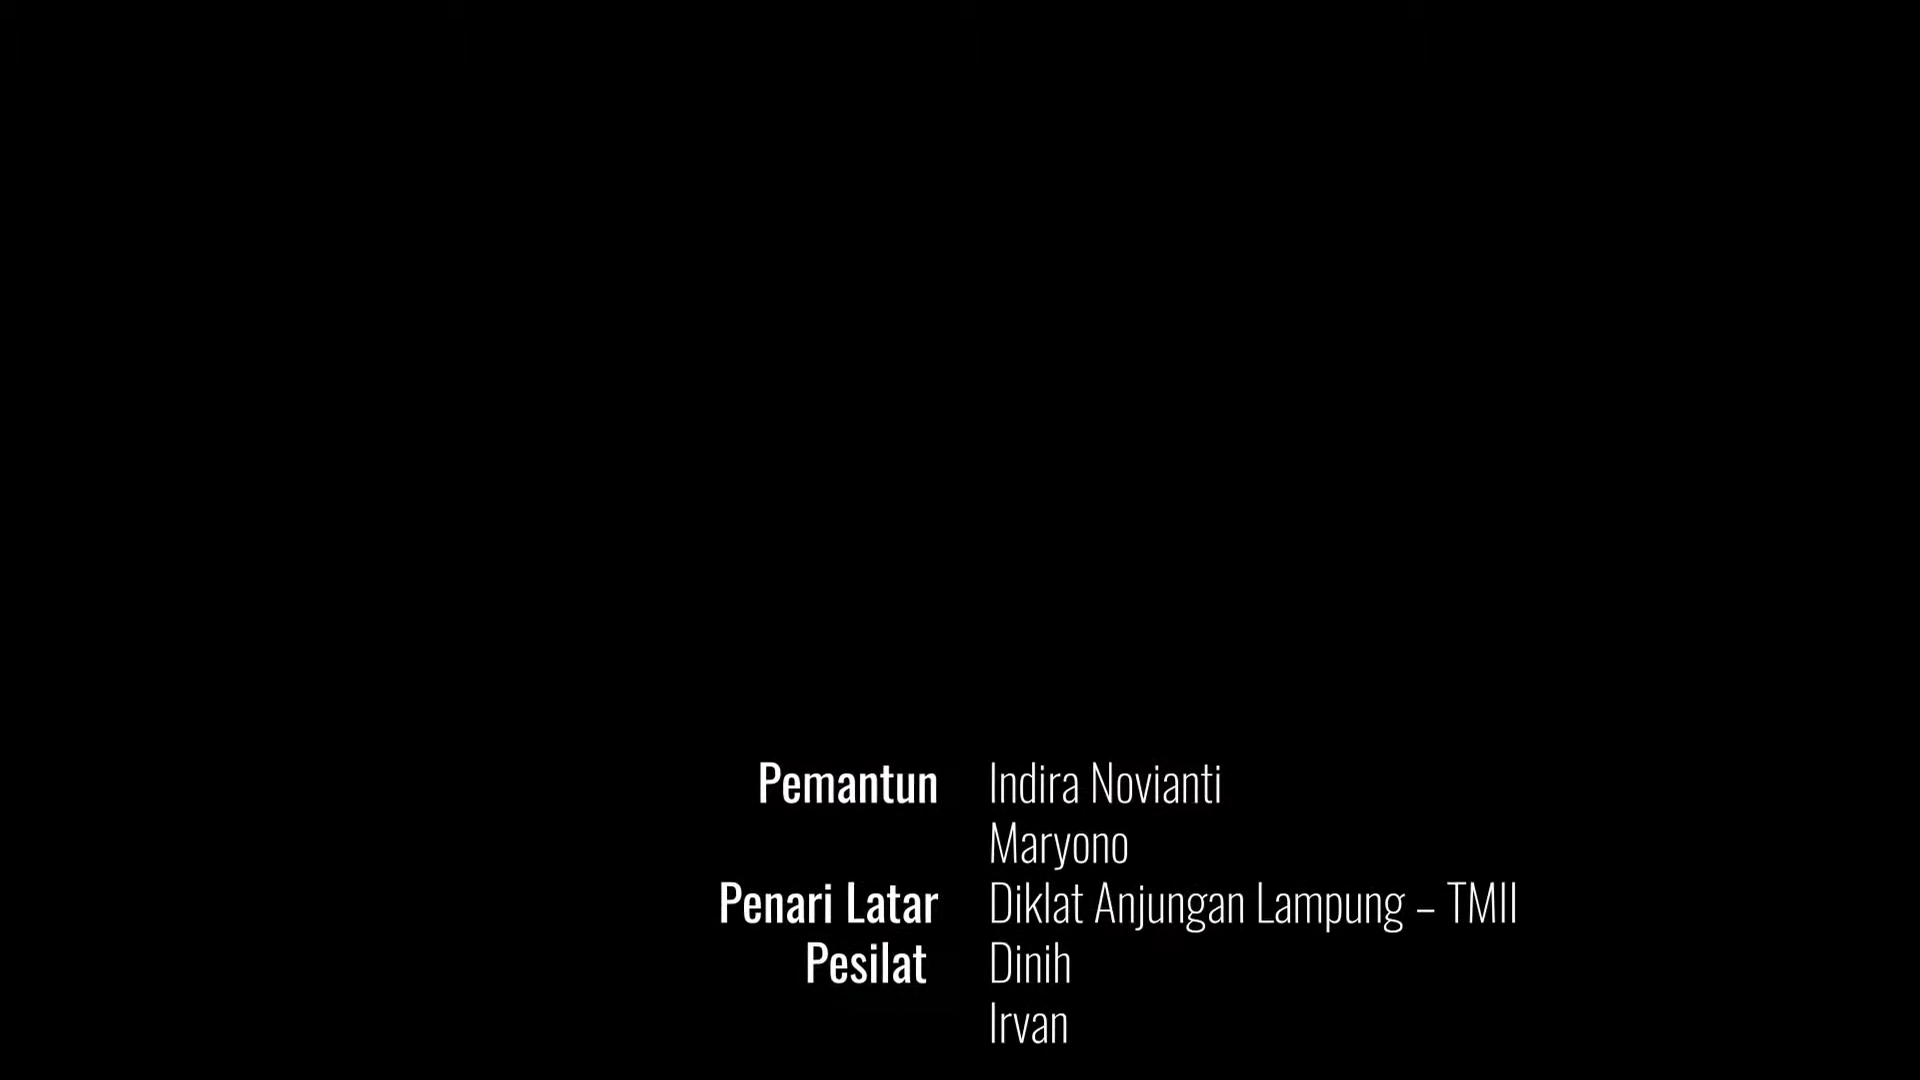 Pemantun Indira Novianti
Maryono
Penari Latar Diklat Anjungan Lampung – TMII
Pesilat Dinih
Irvan